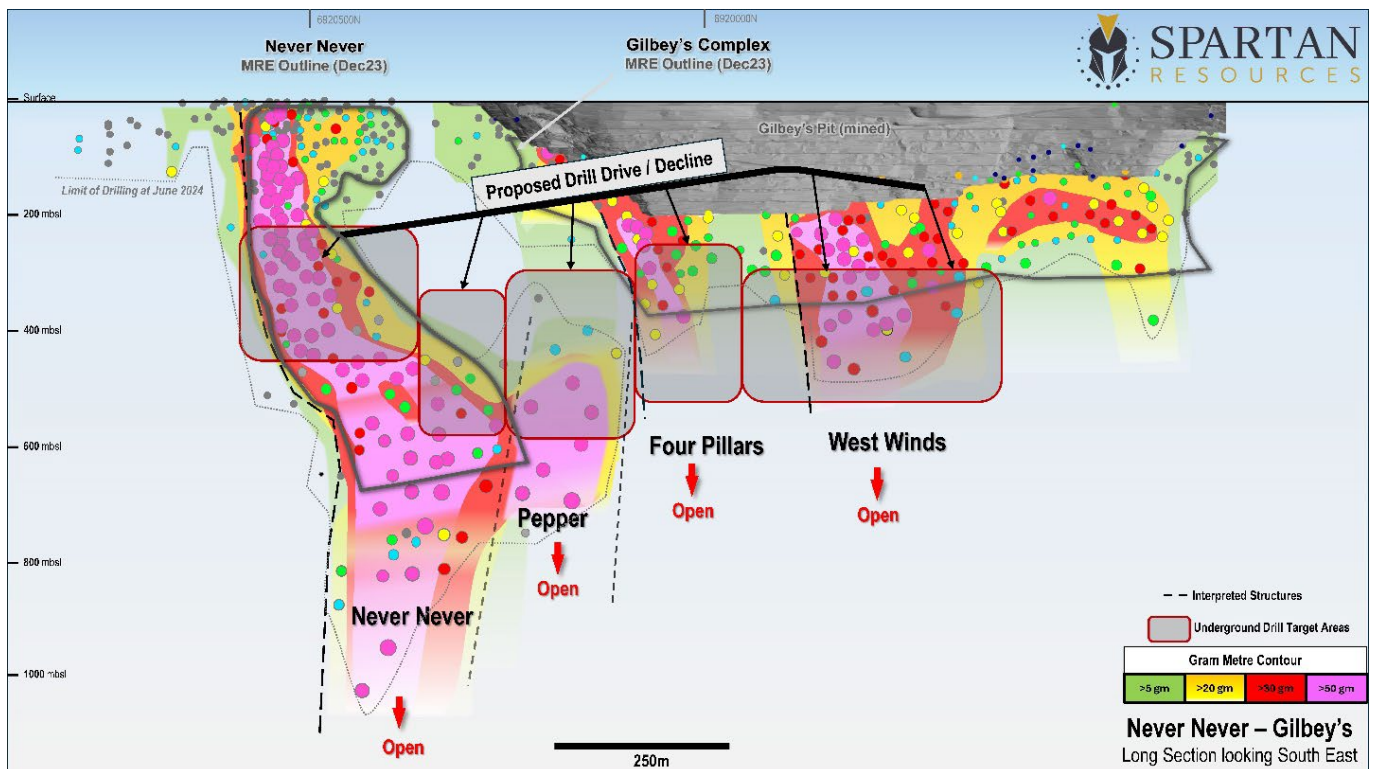 6820500N
6920000N
Never Never
MRE Outline (Dec23)
Gilbey's Complex
MRE Outline (Dec23)
SPARTAN
RESOURCES
Surface
Gilbey's Pit (mined)
Proposed Drill Drive / Decline
Limit of Drilling at June 2024
200 mbsl
400 mbsl
600 mbsl
800 mbsl
1000 mbsl
Four Pillars
Open
West Winds
Open
Pepper
Open
Never Never
Open
Interpreted Structures
Underground Drill Target Areas
Gram Metre Contour
>5 gm
>20 gm
>30 gm
>50 gm
Never Never – Gilbey's
Long Section looking South East
250m